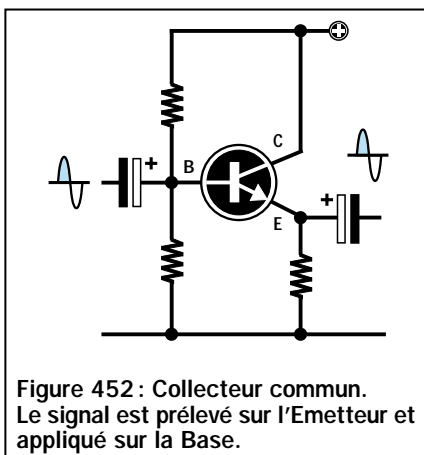 C
+
B
+
E
Figure 452 : Collecteur commun.
Le signal est prélevé sur l'Emetteur et
appliqué sur la Base.